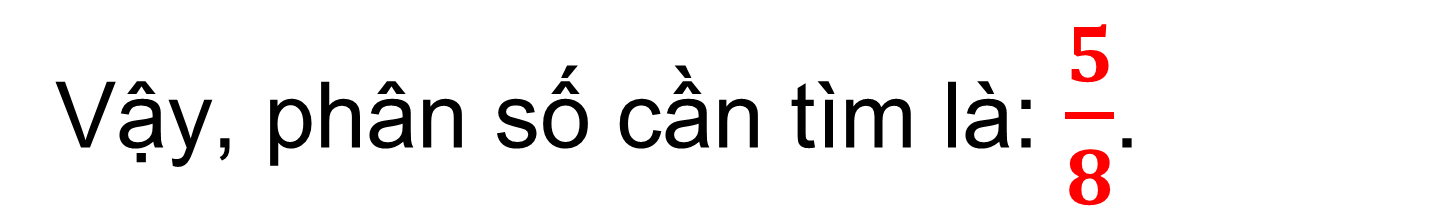 Vậy, phân số cần tìm là: 5/8.